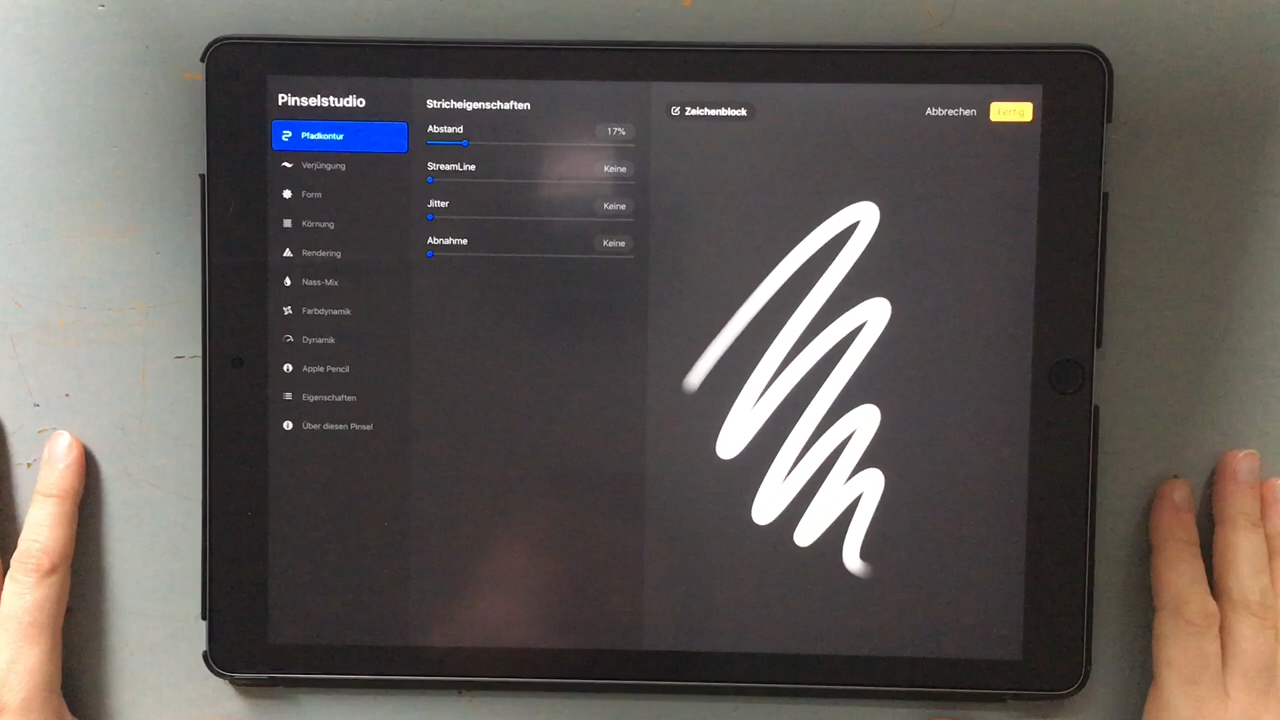 Pinselstudio
Pfadkontur
Verjüngung
Form
Körnung
Rendering
Nass-Mix
Farbdynamik
Dynamik
Apple Pencil
Eigenschaften
Über diesen Pinsel
Stricheigenschaften
Abstand 17%
StreamLine Keine
Jitter Keine
Abnahme Keine
Zeichenblock
Abbrechen Fertig